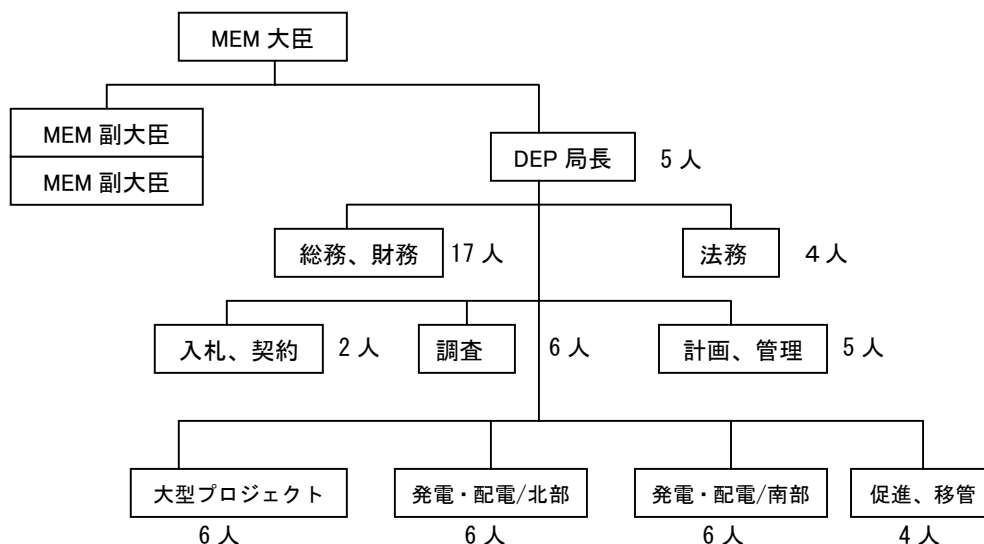 MEM 大臣
MEM 副大臣
MEM 副大臣
DEP 局長 5 人
総務、財務 17 人 法務 4 人
入札、契約 2 人 調査 6 人 計画、管理 5 人
大型プロジェクト 発電・配電/北部 発電・配電/南部 促進、移管
6 人 6 人 6 人 4 人